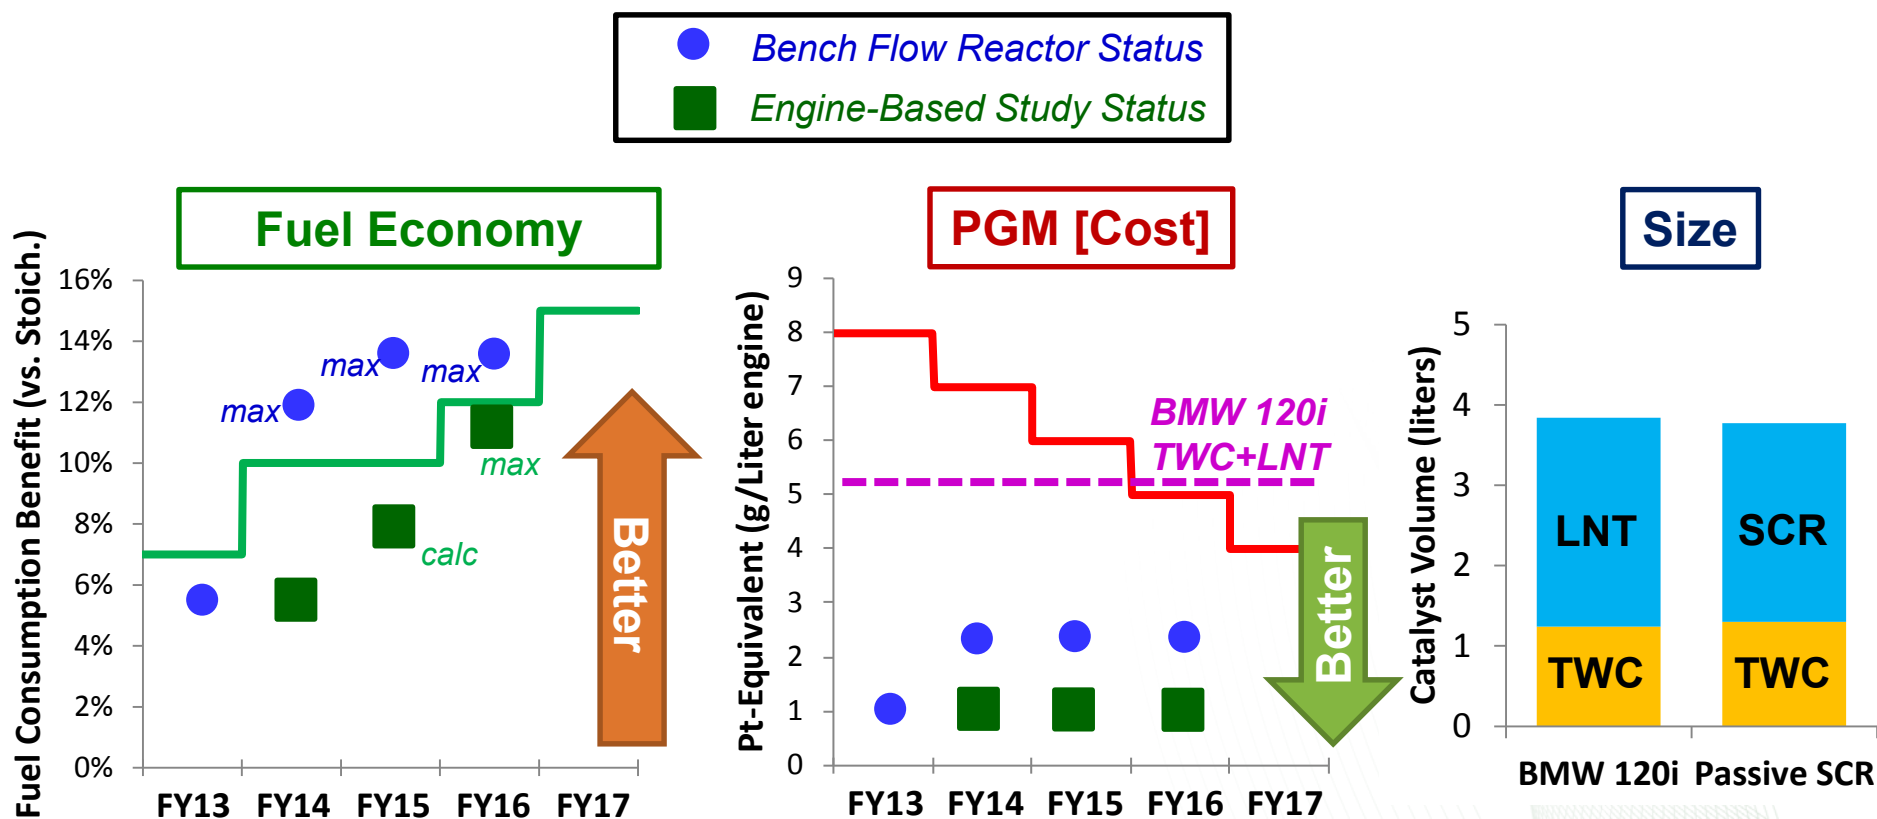 Bench Flow Reactor Status
Engine-Based Study Status
Fuel Economy
Fuel Consumption Benefit (vs. Stoich.)
16%
14%
12%
10%
8%
6%
4%
2%
0%
max
max
max
max
calc
Better
FY13 FY14 FY15 FY16 FY17
PGM [Cost]
Pt-Equivalent (g/Liter engine)
9
8
7
6
5
4
3
2
1
0
BMW 120i
TWC+LNT
Better
FY13 FY14 FY15 FY16 FY17
Size
Catalyst Volume (liters)
5
4
3
2
1
0
LNT
SCR
TWC
TWC
BMW 120i Passive SCR